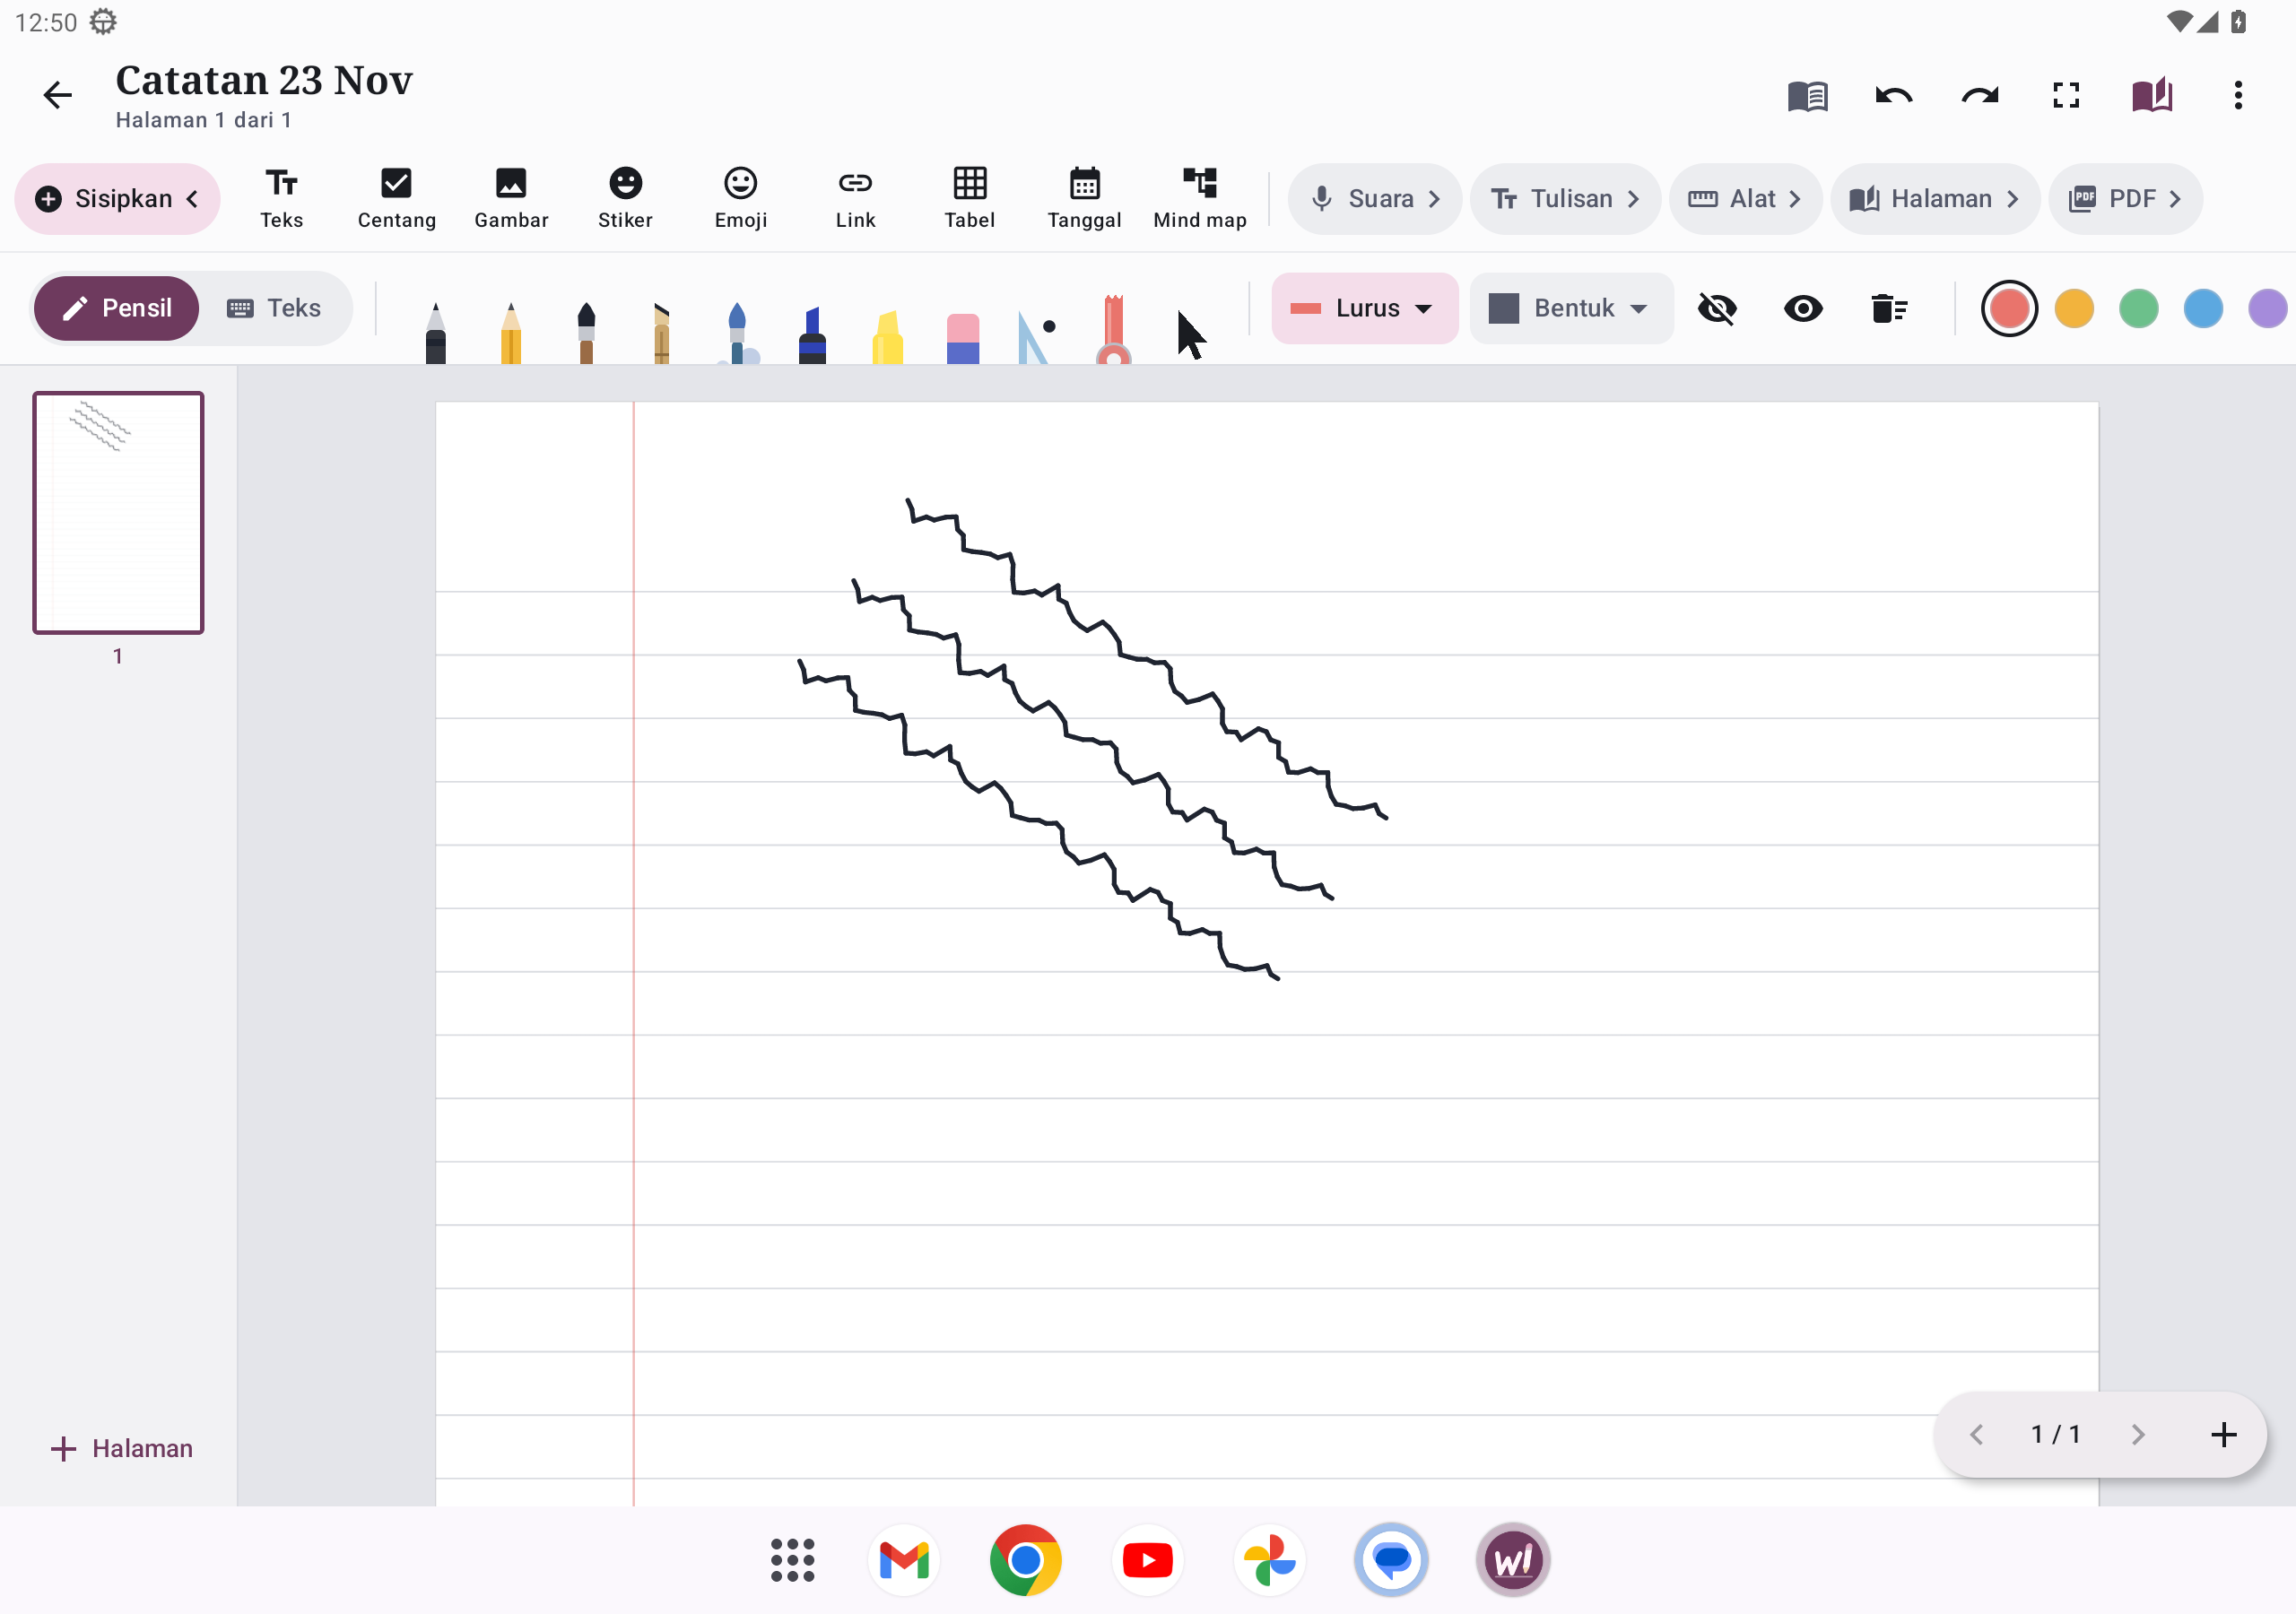 12:50
Catatan 23 Nov
Halaman 1 dari 1
Sisipkan
Teks
Centang
Gambar
Stiker
Emoji
Link
Tabel
Tanggal
Mind map
Suara
Tulisan
Alat
Halaman
PDF
PDF
Pensil
Teks
Lurus
Bentuk
1
Halaman
1 / 1